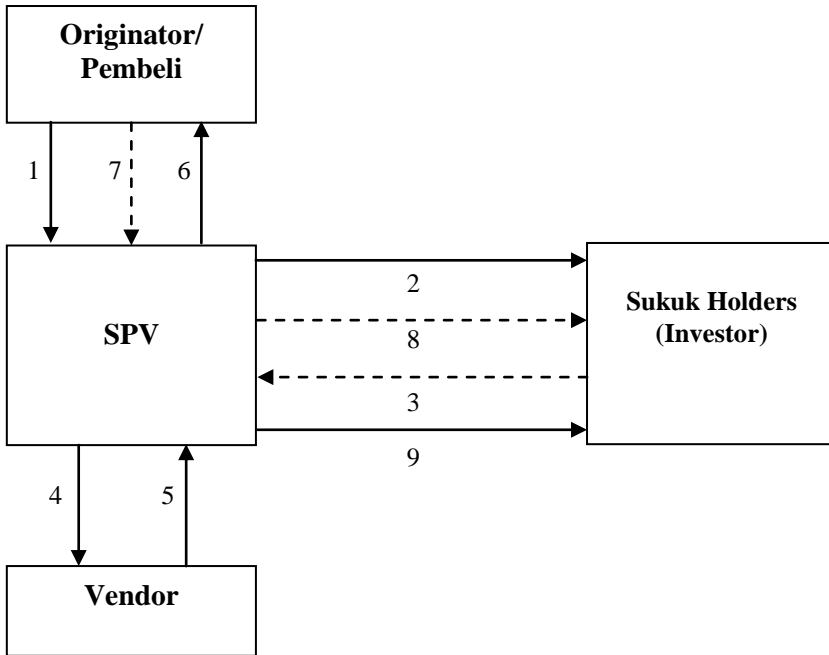 Originator/
Pembeli
1
7
6
2
SPV
Sukuk Holders
(Investor)
8
3
9
4
5
Vendor